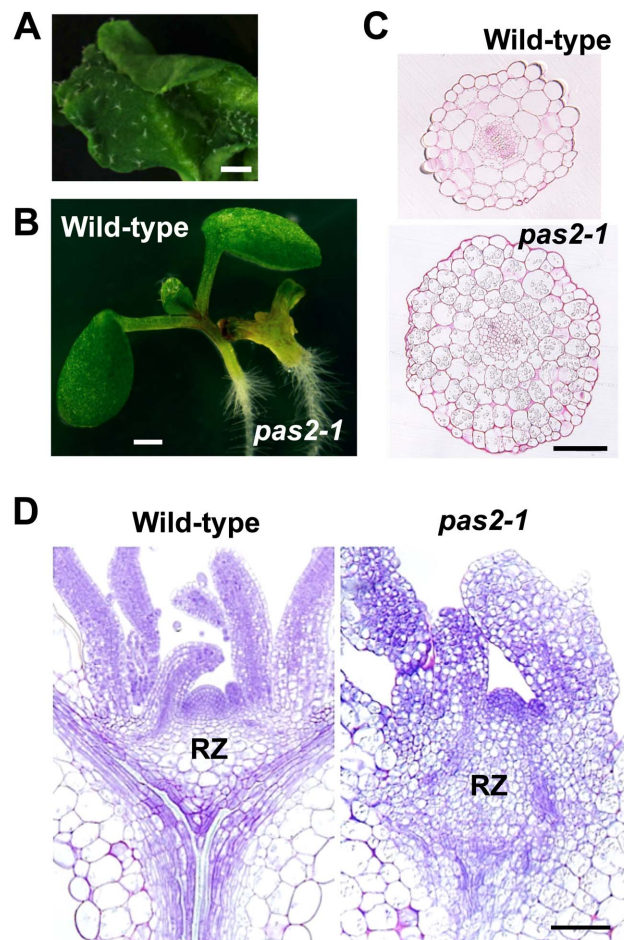 A
C
Wild-type
B
Wild-type
pas2-1
pas2-1
D
Wild-type
pas2-1
RZ
RZ